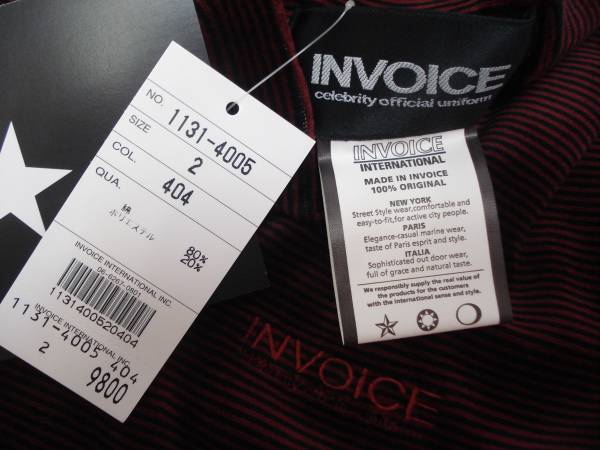 NO. 1131-4005
SIZE 2
COL. 404
QUA.
綿 80%
ポリエステル 20%
INVOICE INTERNATIONAL INC.
06-6267-0801
1131400520404
INVOICE INTERNATIONAL INC.
1131-4005 404
2 9800
INVOICE
celebrity official uniform
INVOICE
INTERNATIONAL
MADE IN INVOICE
100% ORIGINAL
NEW YORK
Street Style wear,comfortable and
easy-to-fit,for active city people.
PARIS
Elegance-casual marine wear,
taste of Paris esprit and style.
ITALIA
Sophisticated out door wear,
full of grace and natural taste.
We responsibly supply the real value of
the products for the customers
with the international sense and style.
INVOICE